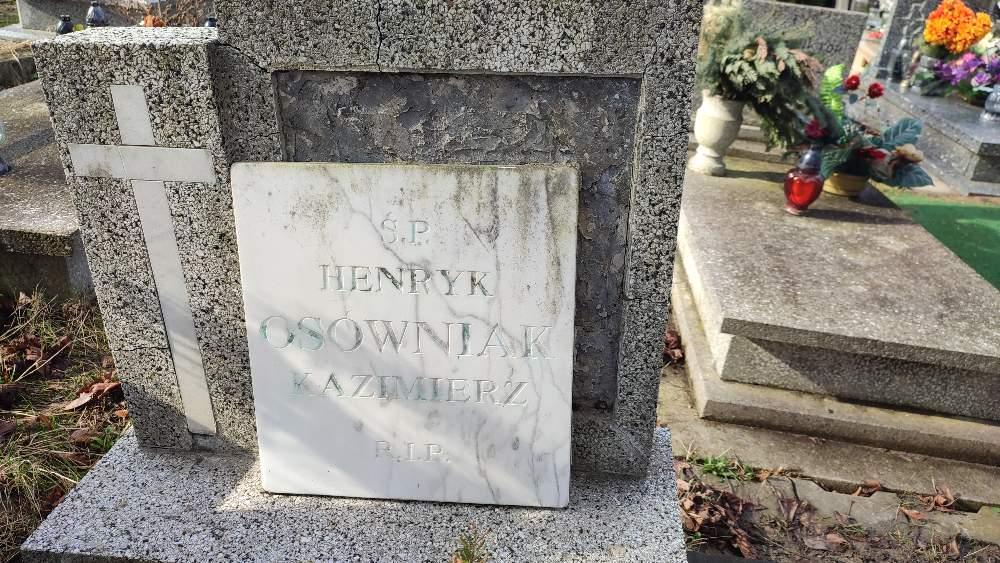 Ś.P.
HENRYK
OSÓWNIAK
KAZIMIERZ
R.I.P.